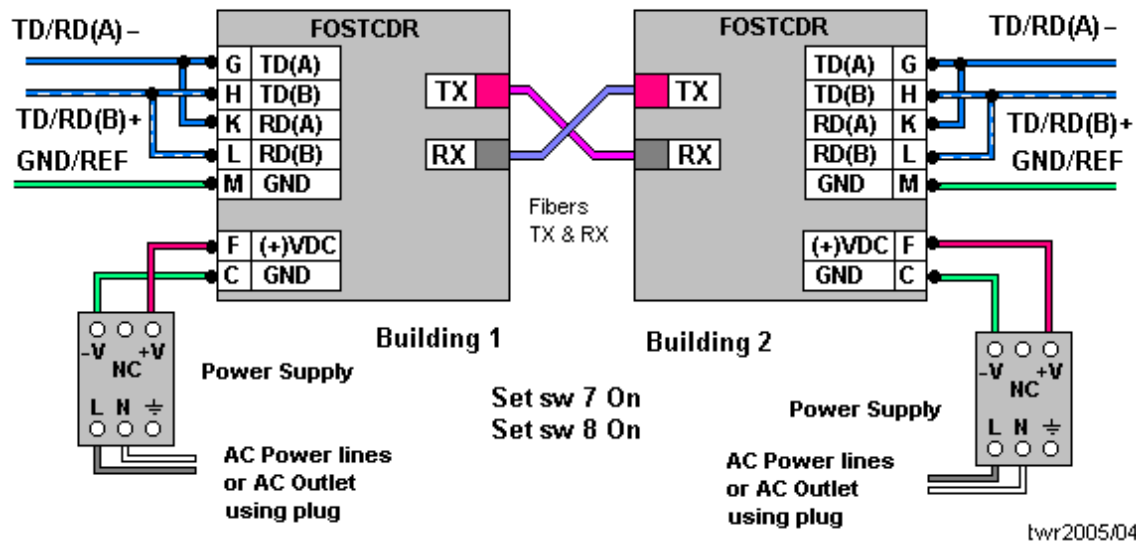 TD/RD(A)–
TD/RD(B)+
GND/REF
FOSTCDR
G TD(A)
H TD(B)
K RD(A)
L RD(B)
M GND
F (+)VDC
C GND
TX
RX
Fibers
TX & RX
FOSTCDR
TX
RX
TD(A) G
TD(B) H
RD(A) K
RD(B) L
GND M
(+)VDC F
GND C
TD/RD(A)–
TD/RD(B)+
GND/REF
Building 1
Building 2
-V +V
NC
L N
Power Supply
AC Power lines
or AC Outlet
using plug
Set sw 7 On
Set sw 8 On
Power Supply
-V +V
NC
L N
AC Power lines
or AC Outlet
using plug
twr2005/04